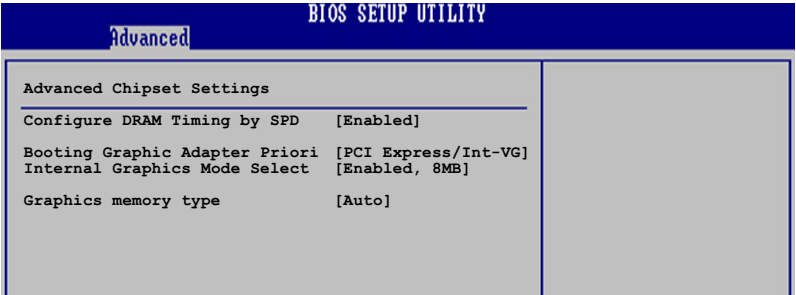 BIOS SETUP UTILITY
Advanced
Advanced Chipset Settings
Configure DRAM Timing by SPD [Enabled]
Booting Graphic Adapter Priori [PCI Express/Int-VG]
Internal Graphics Mode Select [Enabled, 8MB]
Graphics memory type [Auto]